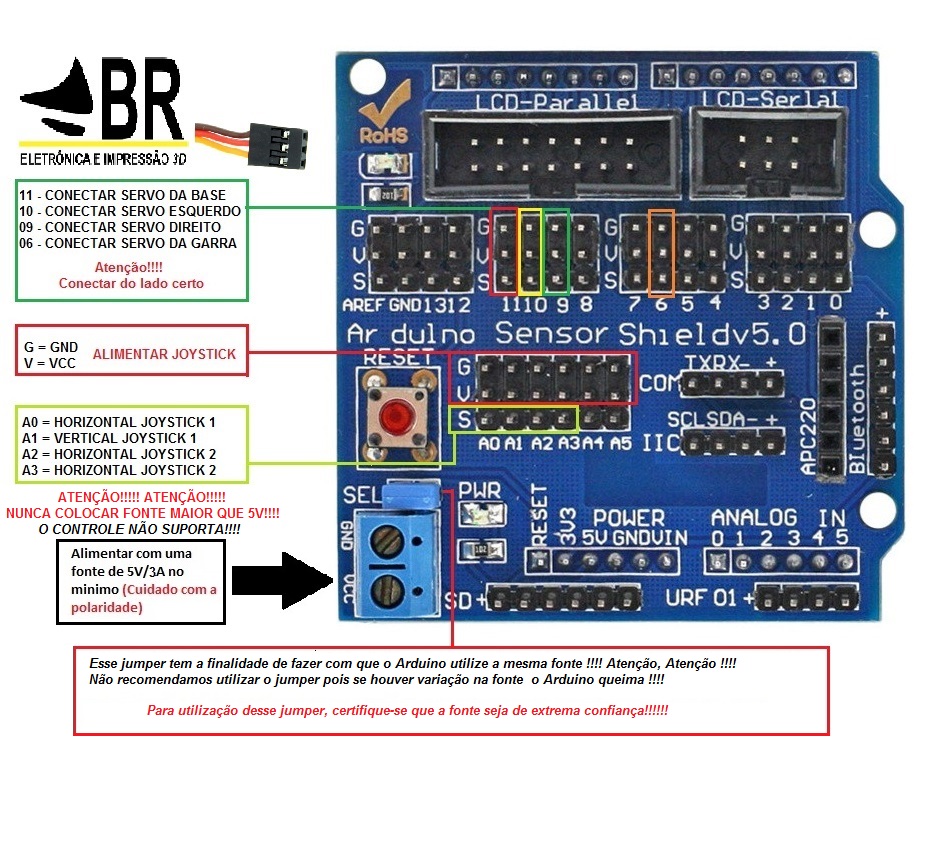 BR
ELETRÔNICA E IMPRESSÃO 3D
RoHS
LCD-Parallel
LCD-Serlal
201
11 - CONECTAR SERVO DA BASE
10 - CONECTAR SERVO ESQUERDO
09 - CONECTAR SERVO DIREITO
06 - CONECTAR SERVO DA GARRA
Atenção!!!!
Conectar do lado certo
G G G G
V V V V
S S S S
AREF GND 13 12
11 10 9 8
7 6 5 4
3 2 1 0
Arduino Sensor Shield v5.0
G = GND
V = VCC
ALIMENTAR JOYSTICK
RESET
G
V
S
A0 A1 A2 A3 A4 A5
COM
TXRX- +
IIC
SCLSDA- +
APC220
Bluetooth
+
A0 = HORIZONTAL JOYSTICK 1
A1 = VERTICAL JOYSTICK 1
A2 = HORIZONTAL JOYSTICK 2
A3 = HORIZONTAL JOYSTICK 2
ATENÇÃO!!!!! ATENÇÃO!!!!!
NUNCA COLOCAR FONTE MAIOR QUE 5V!!!!
O CONTROLE NÃO SUPORTA!!!!
SEL
PWR
102
GND
VCC
RESET
3V3
POWER
5V GND VIN
ANALOG IN
0 1 2 3 4 5
SD +
URF 01 +
Alimentar com uma
fonte de 5V/3A no
minimo (Cuidado com a
polaridade)
Esse jumper tem a finalidade de fazer com que o Arduino utilize a mesma fonte !!!! Atenção, Atenção !!!!
Não recomendamos utilizar o jumper pois se houver variação na fonte o Arduino queima !!!!
Para utilização desse jumper, certifique-se que a fonte seja de extrema confiança!!!!!!